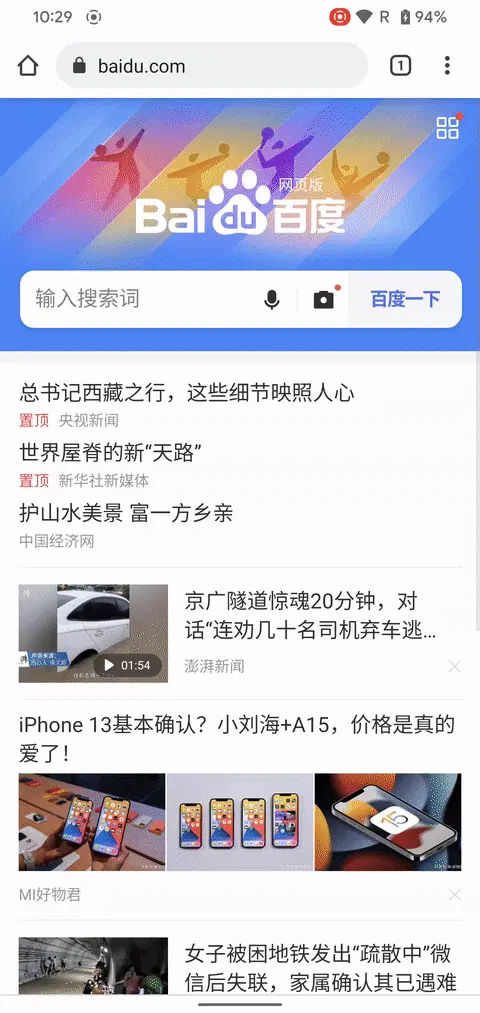 10:29
R 94%
baidu.com
1
网页版
Baidu百度
输入搜索词
百度一下
总书记西藏之行，这些细节映照人心
置顶 央视新闻
世界屋脊的新“天路”
置顶 新华社新媒体
护山水美景 富一方乡亲
中国经济网
京广隧道惊魂20分钟，对
话“连劝几十名司机弃车逃...
01:54
澎湃新闻
iPhone 13基本确认？小刘海+A15，价格是真的
爱了！
15
MI好物君
女子被困地铁发出“疏散中”微
信后失联，家属确认其已遇难